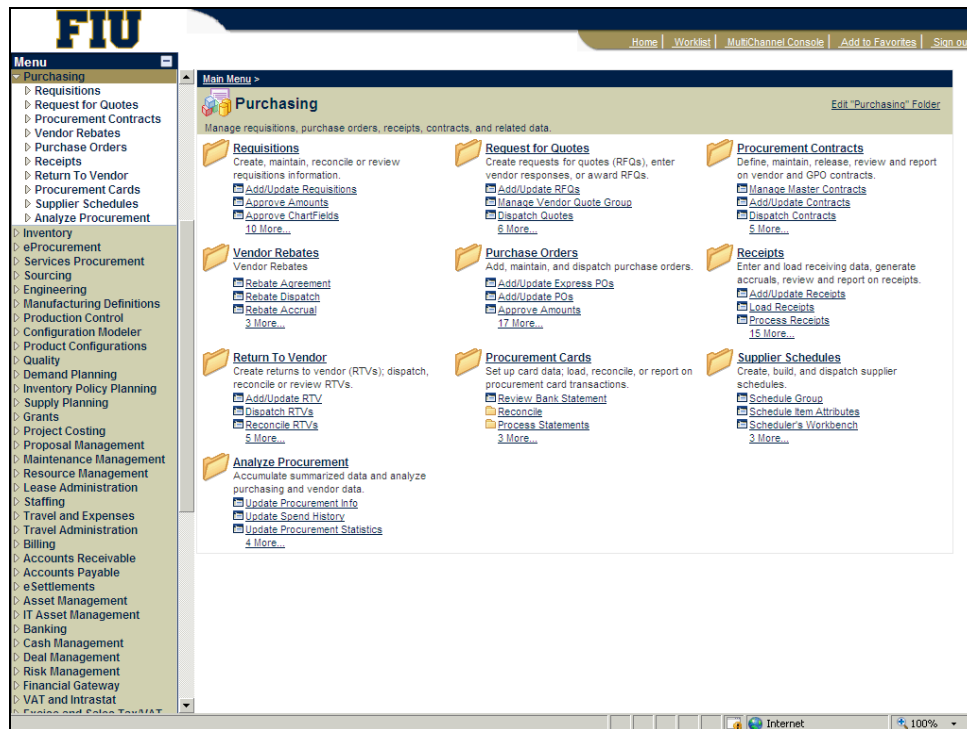 FIU
Home | Worklist | MultiChannel Console | Add to Favorites |
Menu
Purchasing
Requisitions
Request for Quotes
Procurement Contracts
Vendor Rebates
Purchase Orders
Receipts
Return To Vendor
Procurement Cards
Supplier Schedules
Analyze Procurement
Inventory
eProcurement
Services Procurement
Sourcing
Engineering
Manufacturing Definitions
Production Control
Configuration Modeler
Product Configurations
Quality
Demand Planning
Inventory Policy Planning
Supply Planning
Grants
Project Costing
Proposal Management
Maintenance Management
Resource Management
Lease Administration
Staffing
Travel and Expenses
Travel Administration
Billing
Accounts Receivable
Accounts Payable
eSettlements
Asset Management
IT Asset Management
Banking
Cash Management
Deal Management
Risk Management
Financial Gateway
VAT and Intrastat
Main Menu >
Purchasing
Edit "Purchasing" Folder
Manage requisitions, purchase orders, receipts, contracts, and related data.
Requisitions
Create, maintain, reconcile or review
requisitions information.
Add/Update Requisitions
Approve Amounts
Approve ChartFields
10 More...
Request for Quotes
Create requests for quotes (RFQs), enter
vendor responses, or award RFQs.
Add/Update RFQs
Manage Vendor Quote Group
Dispatch Quotes
6 More...
Procurement Contracts
Define, maintain, release, review and report
on vendor and GPO contracts.
Manage Master Contracts
Add/Update Contracts
Dispatch Contracts
5 More...
Vendor Rebates
Vendor Rebates
Rebate Agreement
Rebate Dispatch
Rebate Accrual
3 More...
Purchase Orders
Add, maintain, and dispatch purchase orders.
Add/Update Express POs
Add/Update POs
Approve Amounts
17 More...
Receipts
Enter and load receiving data, generate
accruals, review and report on receipts.
Add/Update Receipts
Load Receipts
Process Receipts
15 More...
Return To Vendor
Create returns to vendor (RTVs); dispatch,
reconcile or review RTVs.
Add/Update RTV
Dispatch RTVs
Reconcile RTVs
5 More...
Procurement Cards
Set up card data; load, reconcile, or report on
procurement card transactions.
Review Bank Statement
Reconcile
Process Statements
3 More...
Supplier Schedules
Create, build, and dispatch supplier
schedules.
Schedule Group
Schedule Item Attributes
Scheduler's Workbench
3 More...
Analyze Procurement
Accumulate summarized data and analyze
purchasing and vendor data.
Update Procurement Info
Update Spend History
Update Procurement Statistics
4 More...
Internet
100%